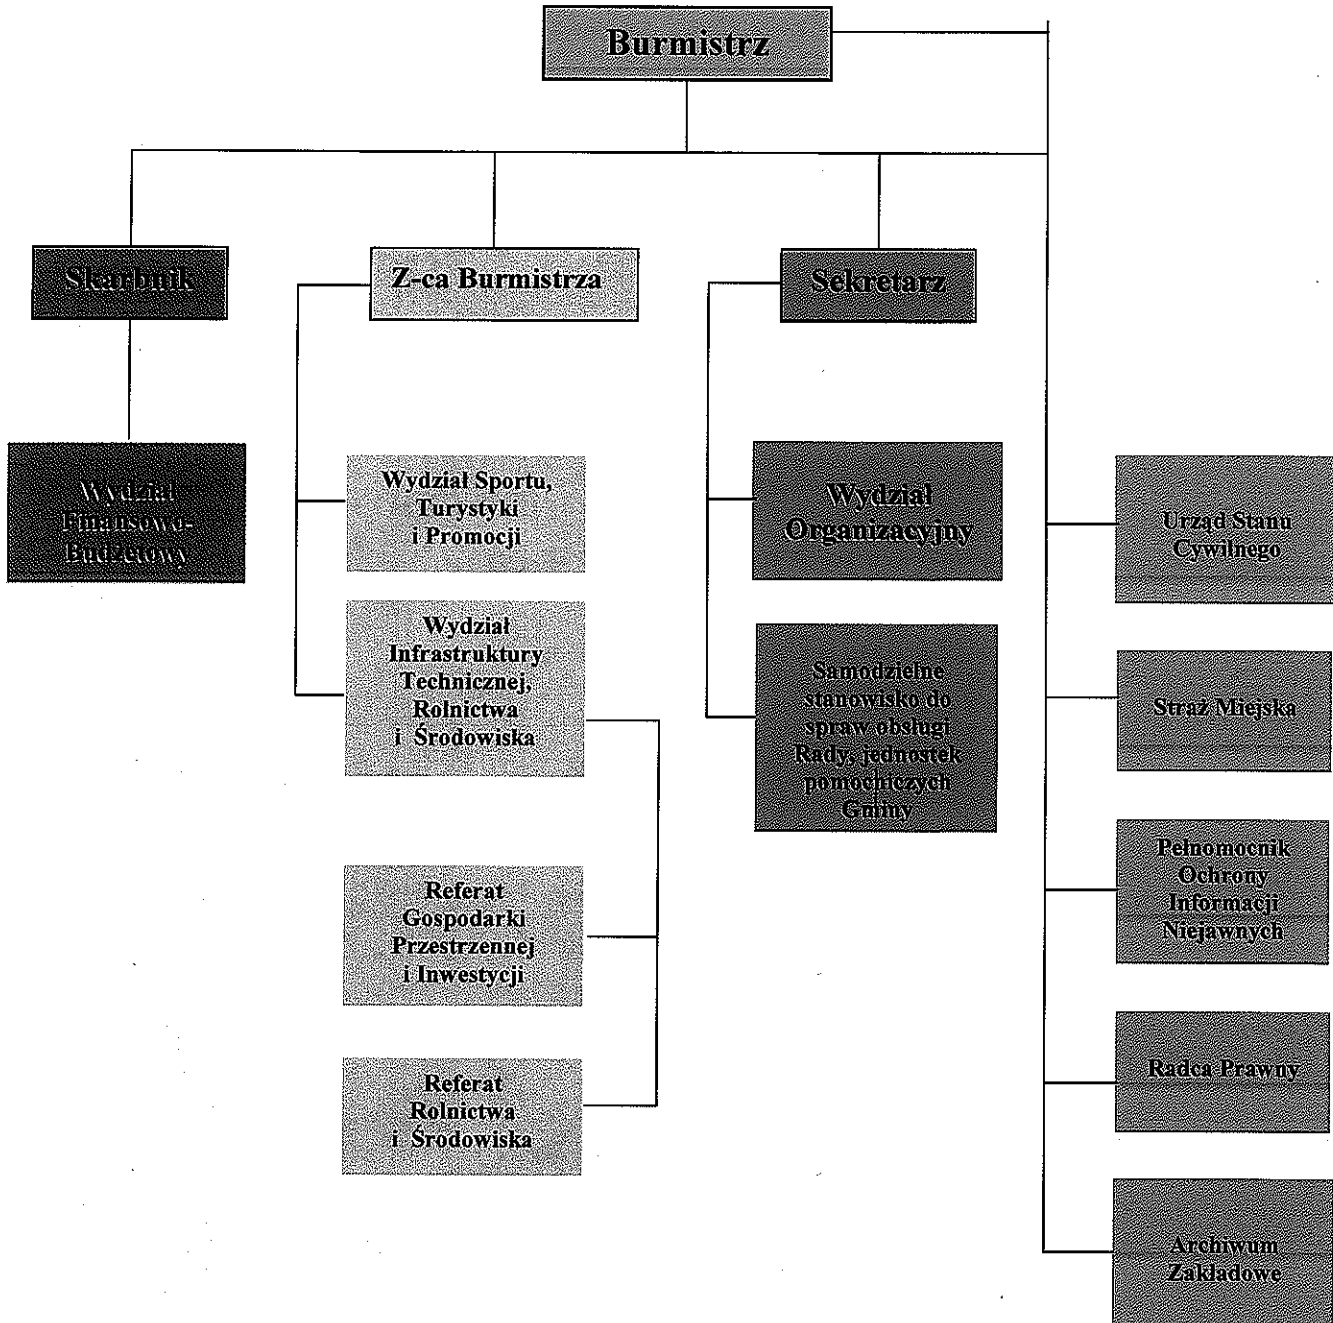 Burmistrz
Skarbnik
Z-ca Burmistrza
Sekretarz
Wydział
Finansowo-
Budżetowy
Wydział Sportu,
Turystyki
i Promocji
Wydział
Organizacyjny
Urząd Stanu
Cywilnego
Wydział
Infrastruktury
Technicznej,
Rolnictwa
i Środowiska
Samodzielne
stanowisko do
spraw obsługi
Rady, jednostek
pomocniczych
Gminy
Straż Miejska
Pełnomocnik
Ochrony
Informacji
Niejawnych
Referat
Gospodarki
Przestrzennej
i Inwestycji
Radca Prawny
Referat
Rolnictwa
i Środowiska
Archiwum
Zakładowe